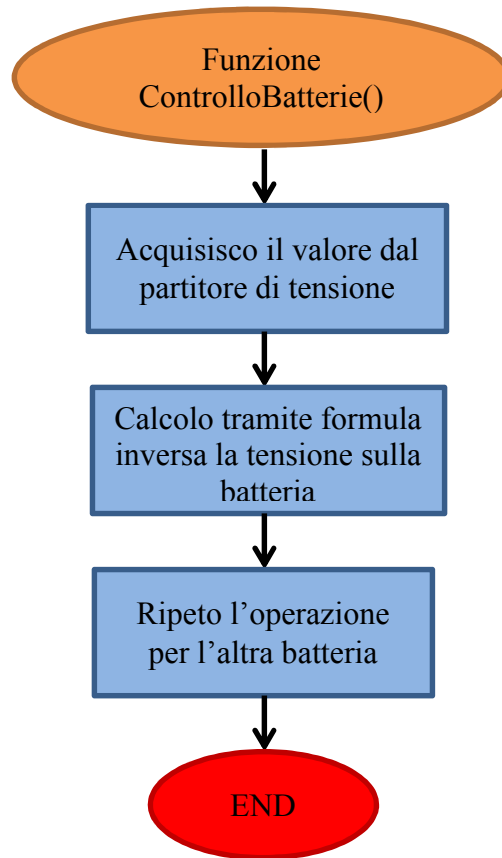 Funzione
ControlloBatterie()
Acquisisco il valore dal
partitore di tensione
Calcolo tramite formula
inversa la tensione sulla
batteria
Ripeto l’operazione
per l’altra batteria
END